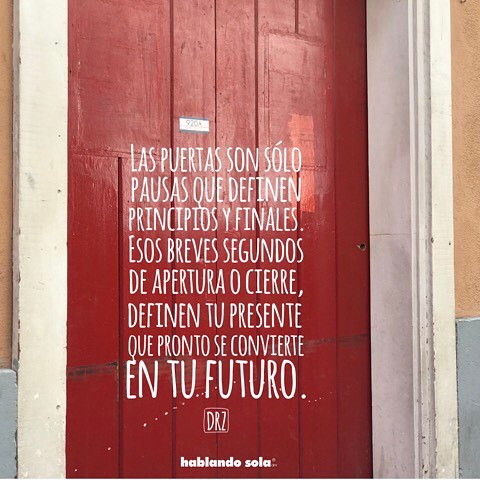 920A
LAS PUERTAS SON SÓLO
PAUSAS QUE DEFINEN
PRINCIPIOS Y FINALES.
ESOS BREVES SEGUNDOS
DE APERTURA O CIERRE,
DEFINEN TU PRESENTE
QUE PRONTO SE CONVIERTE
EN TU FUTURO.
DRZ
hablando sola